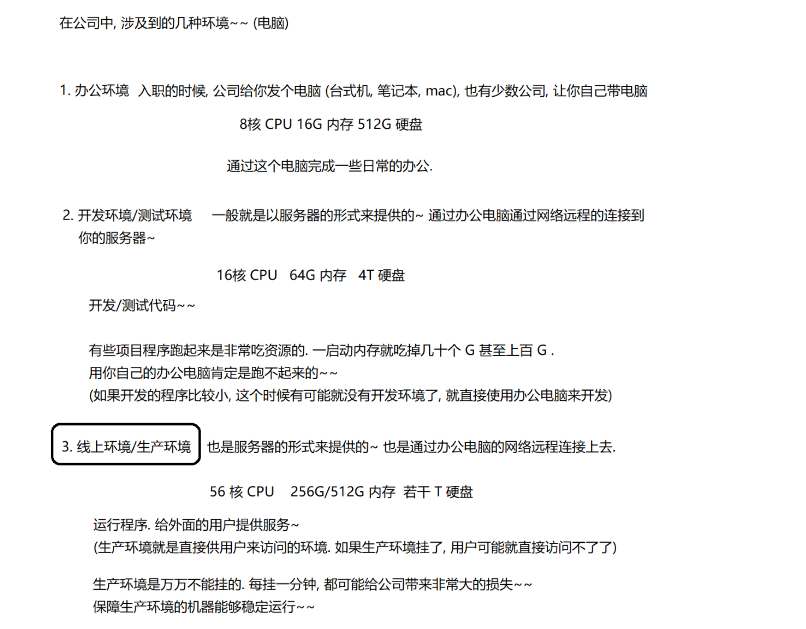 在公司中, 涉及到的几种环境~~ (电脑)
1. 办公环境  入职的时候, 公司给你发个电脑 (台式机, 笔记本, mac), 也有少数公司, 让你自己带电脑
8核 CPU 16G 内存 512G 硬盘
通过这个电脑完成一些日常的办公.
2. 开发环境/测试环境  一般就是以服务器的形式来提供的~ 通过办公电脑通过网络远程的连接到
你的服务器~
16核 CPU  64G 内存  4T 硬盘
开发/测试代码~~
有些项目程序跑起来是非常吃资源的. 一启动内存就吃掉几十个 G 甚至上百 G .
用你自己的办公电脑肯定是跑不起来的~~
(如果开发的程序比较小, 这个时候有可能就没有开发环境了, 就直接使用办公电脑来开发)
3. 线上环境/生产环境  也是服务器的形式来提供的~ 也是通过办公电脑的网络远程连接上去.
56 核 CPU  256G/512G 内存  若干 T 硬盘
运行程序. 给外面的用户提供服务~
(生产环境就是直接供用户来访问的环境. 如果生产环境挂了, 用户可能就直接访问不了了)
生产环境是万万不能挂的. 每挂一分钟, 都可能给公司带来非常大的损失~~
保障生产环境的机器能够稳定运行~~